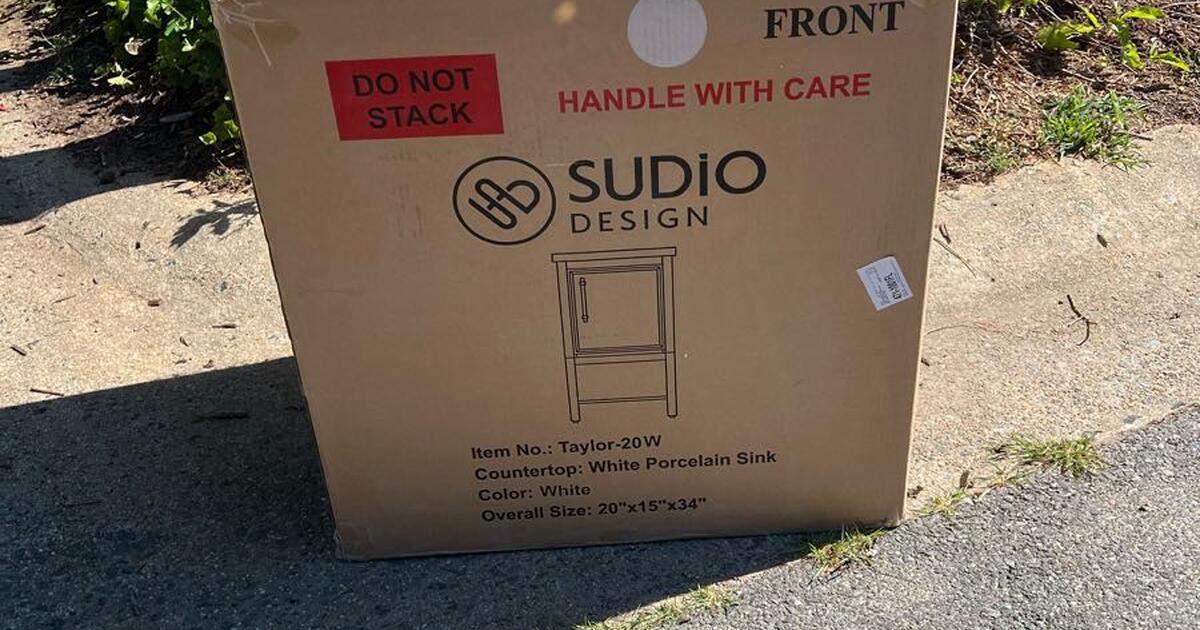 FRONT
DO NOT
STACK
HANDLE WITH CARE
SUDiO
DESIGN
Item No.: Taylor-20W
Countertop: White Porcelain Sink
Color: White
Overall Size: 20"x15"x34"